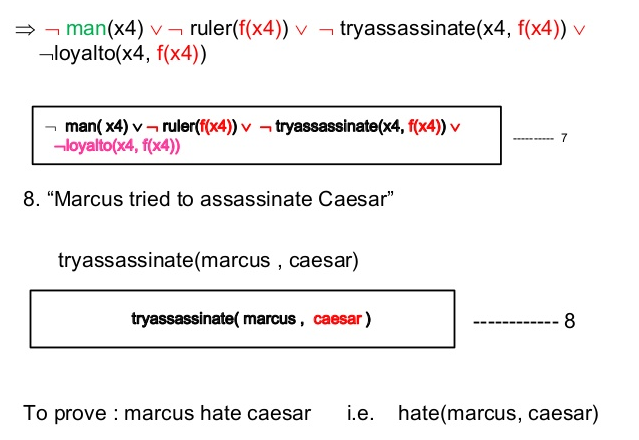 ⇒ ¬ man(x4) ∨ ¬ ruler(f(x4)) ∨ ¬ tryassassinate(x4, f(x4)) ∨
¬loyalto(x4, f(x4))
¬ man( x4) ∨ ¬ ruler(f(x4)) ∨ ¬ tryassassinate(x4, f(x4)) ∨
¬loyalto(x4, f(x4))
---------- 7
8. “Marcus tried to assassinate Caesar”
tryassassinate(marcus , caesar)
tryassassinate( marcus , caesar )
------------ 8
To prove : marcus hate caesar i.e. hate(marcus, caesar)